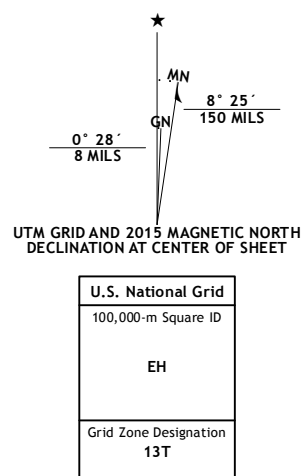 ★
MN
8° 25´
150 MILS
GN
0° 28´
8 MILS
UTM GRID AND 2015 MAGNETIC NORTH
DECLINATION AT CENTER OF SHEET
U.S. National Grid
100,000-m Square ID
EH
Grid Zone Designation
13T